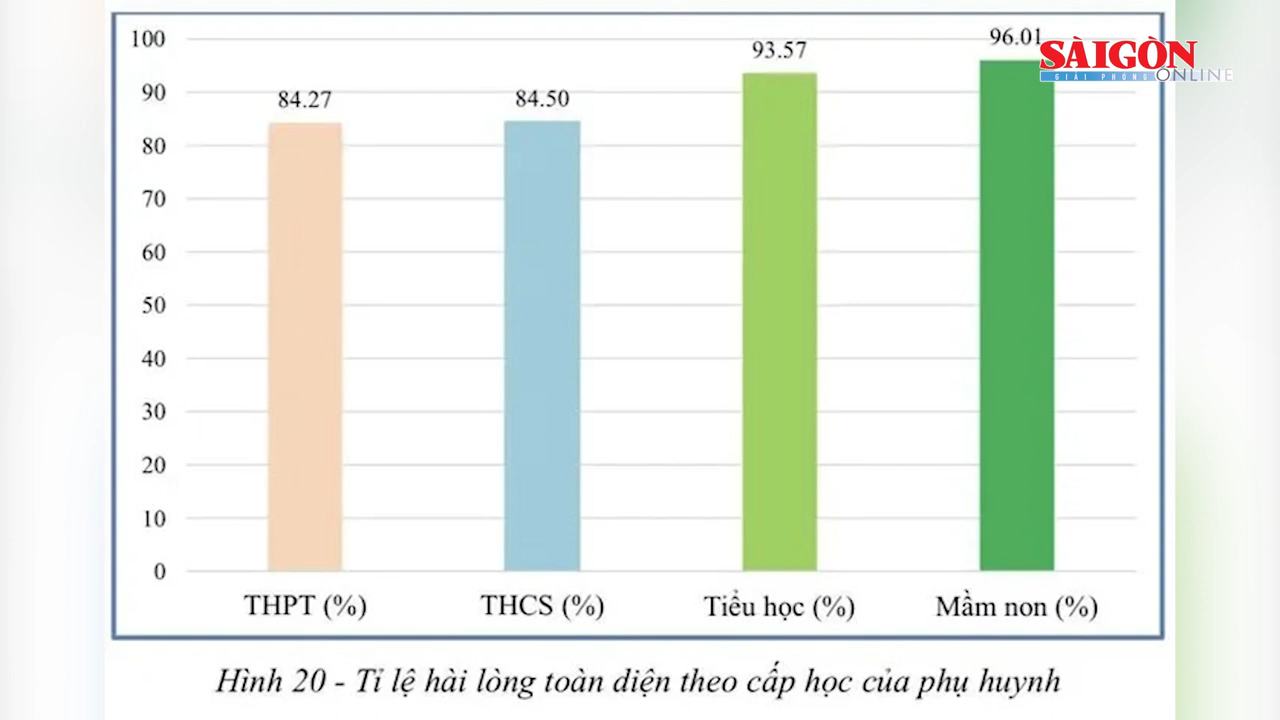 SÀIGÒN
GIẢI PHÓNG ONLINE
100
90
80
70
60
50
40
30
20
10
0
84.27
84.50
93.57
96.01
THPT (%)
THCS (%)
Tiểu học (%)
Mầm non (%)
Hình 20 - Tỉ lệ hài lòng toàn diện theo cấp học của phụ huynh